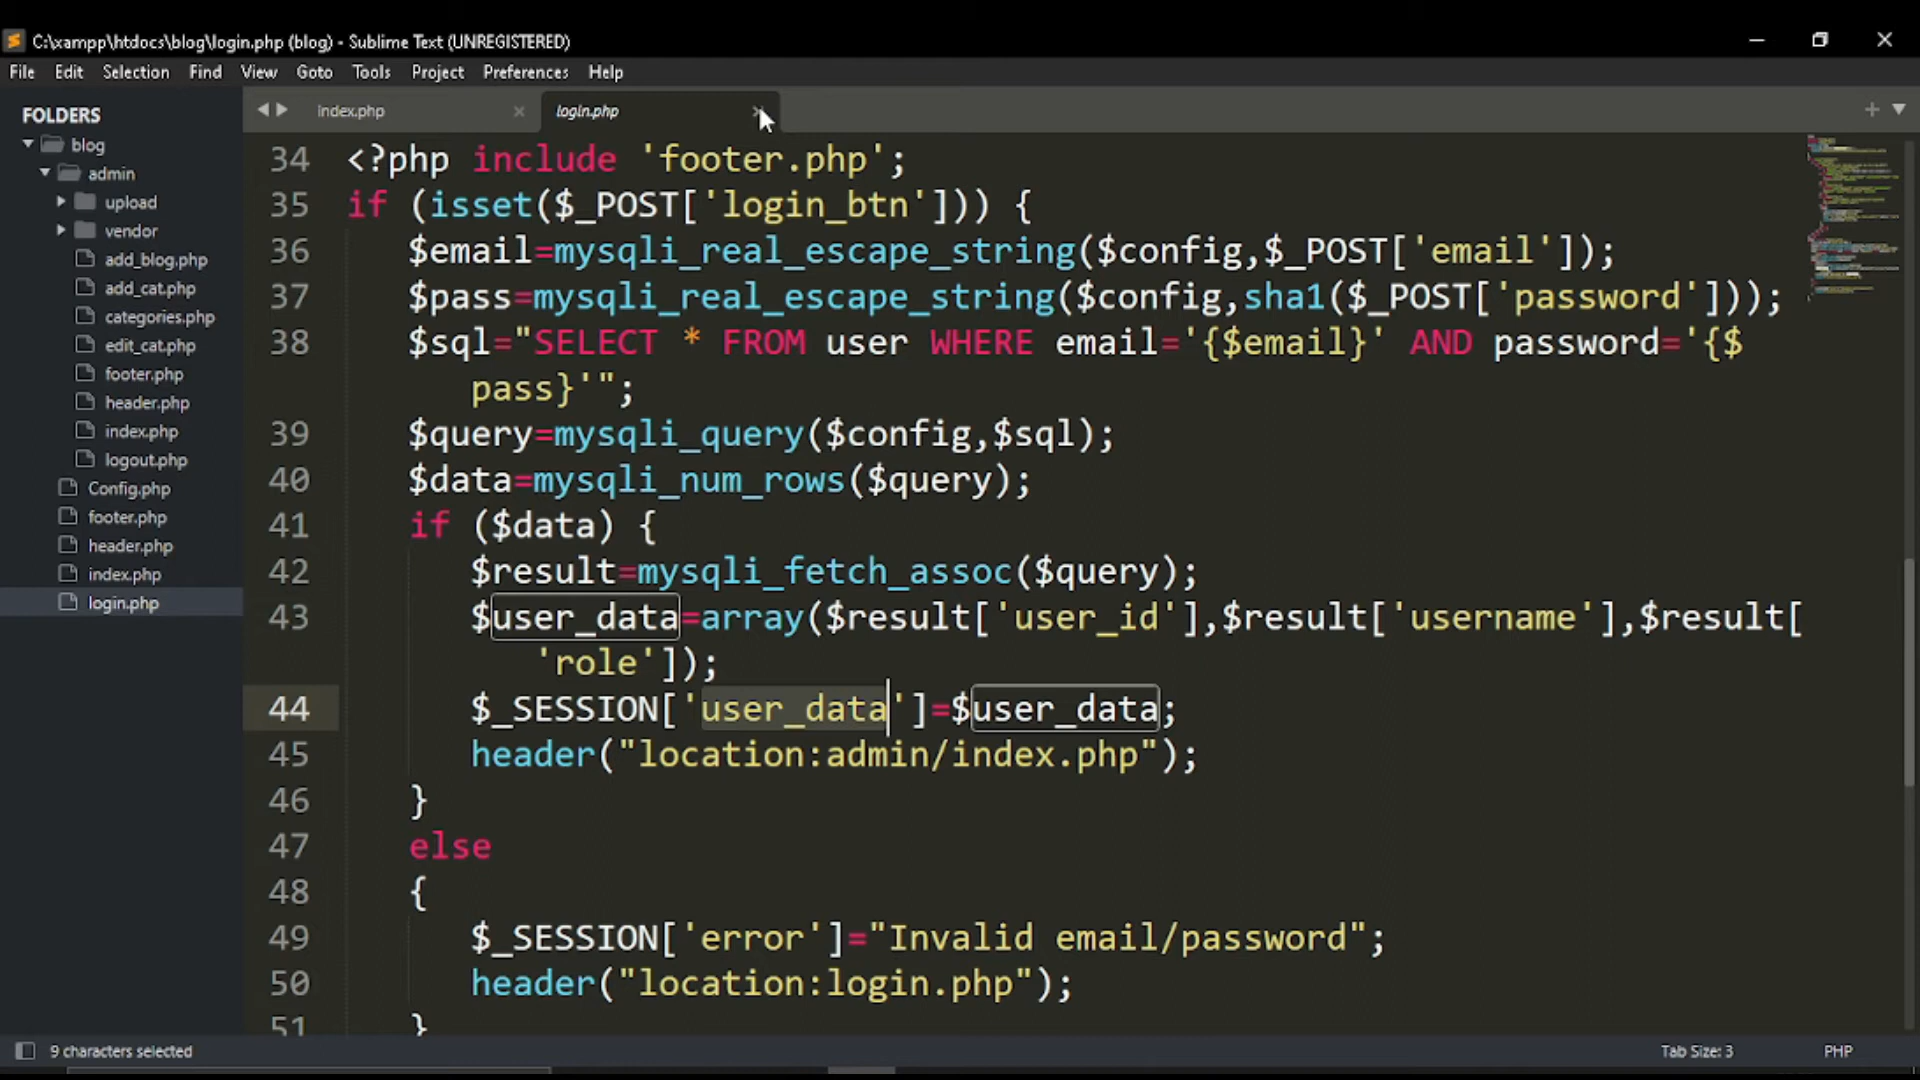 C:\xampp\htdocs\blog\login.php (blog) - Sublime Text (UNREGISTERED)
File Edit Selection Find View Goto Tools Project Preferences Help
FOLDERS
blog
admin
upload
vendor
add_blog.php
add_cat.php
categories.php
edit_cat.php
footer.php
header.php
index.php
logout.php
Config.php
footer.php
header.php
index.php
login.php
index.php
login.php
34 <?php include 'footer.php';
35 if (isset($_POST['login_btn'])) {
36 $email=mysqli_real_escape_string($config,$_POST['email']);
37 $pass=mysqli_real_escape_string($config,sha1($_POST['password']));
38 $sql="SELECT * FROM user WHERE email='{$email}' AND password='{$
pass}'";
39 $query=mysqli_query($config,$sql);
40 $data=mysqli_num_rows($query);
41 if ($data) {
42 $result=mysqli_fetch_assoc($query);
43 $user_data=array($result['user_id'],$result['username'],$result[
'role']);
44 $_SESSION['user_data']=$user_data;
45 header("location:admin/index.php");
46 }
47 else
48 {
49 $_SESSION['error']="Invalid email/password";
50 header("location:login.php");
51 }
9 characters selected
Tab Size: 3
PHP